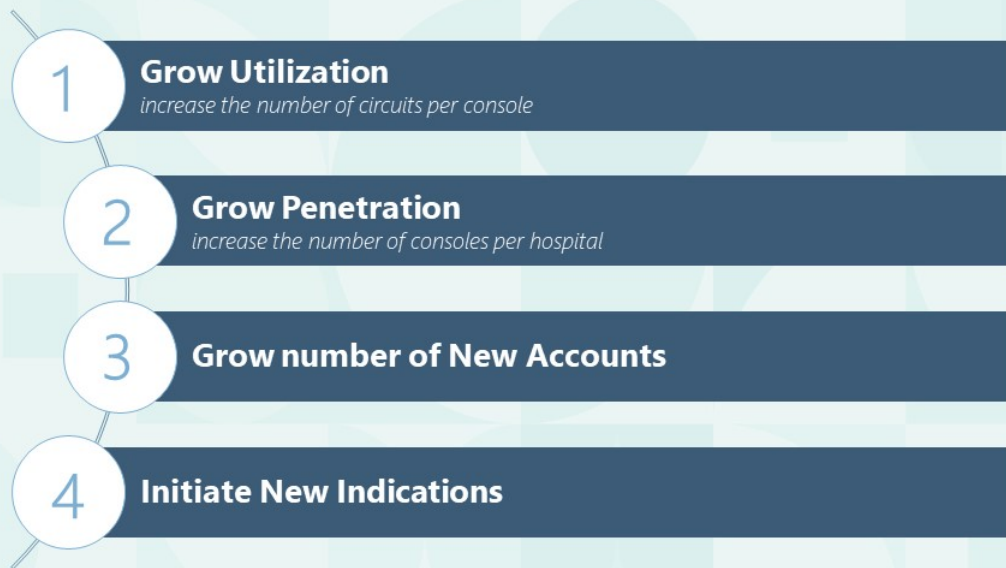 1
Grow Utilization
increase the number of circuits per console
2
Grow Penetration
increase the number of consoles per hospital
3
Grow number of New Accounts
4
Initiate New Indications